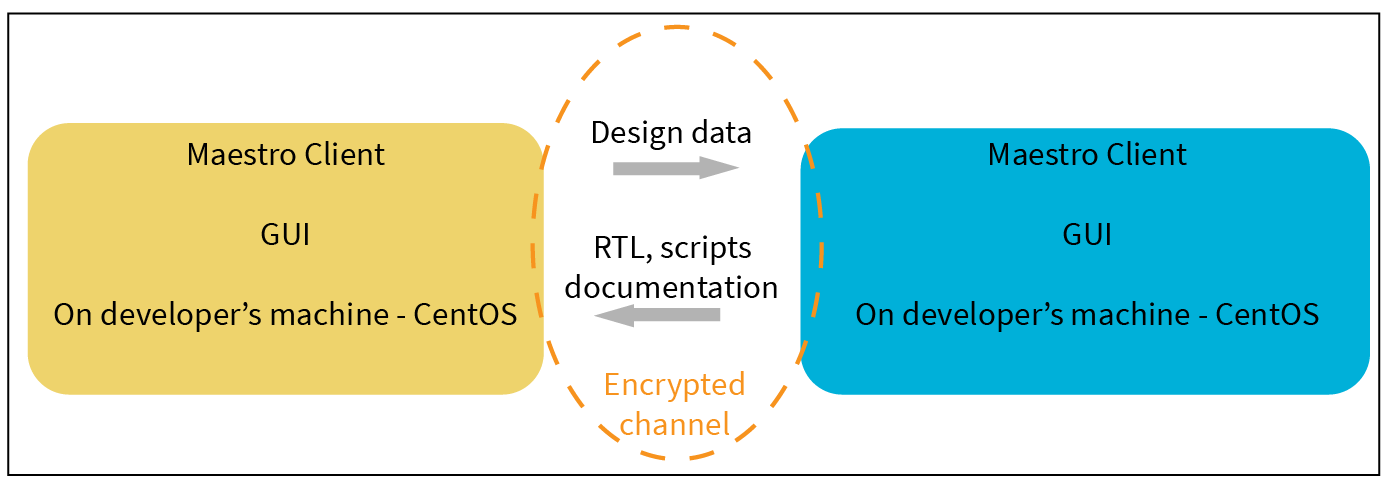 Maestro Client
GUI
On developer’s machine - CentOS
Design data
RTL, scripts
documentation
Encrypted
channel
Maestro Client
GUI
On developer’s machine - CentOS